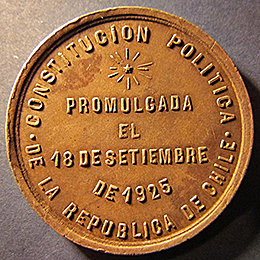 ·CONSTITUCION POLITICA·
PROMULGADA
EL
18 DE SETIEMBRE
DE 1925
DE LA REPUBLICA DE CHILE